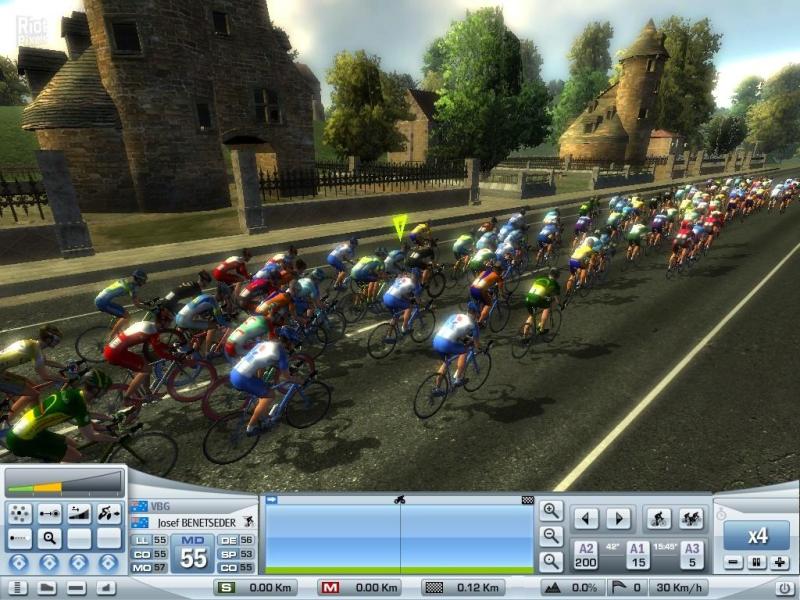 Riot
Pixels
VBG
Josef BENETSEDER
LL 55
CO 55
MO 57
MD
55
DE 56
SP 53
CO 55
A2
200
42"
A1
15
15:45"
A3
5
x4
S 0.00 Km
M 0.00 Km
0.12 Km
0.0%
0
30 Km/h